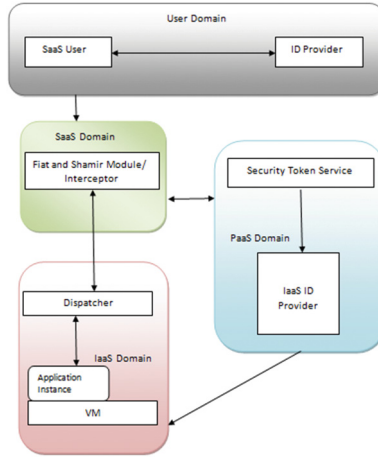 User Domain
SaaS User
ID Provider
SaaS Domain
Fiat and Shamir Module/
Interceptor
Security Token Service
PaaS Domain
IaaS ID
Provider
Dispatcher
IaaS Domain
Application
Instance
VM